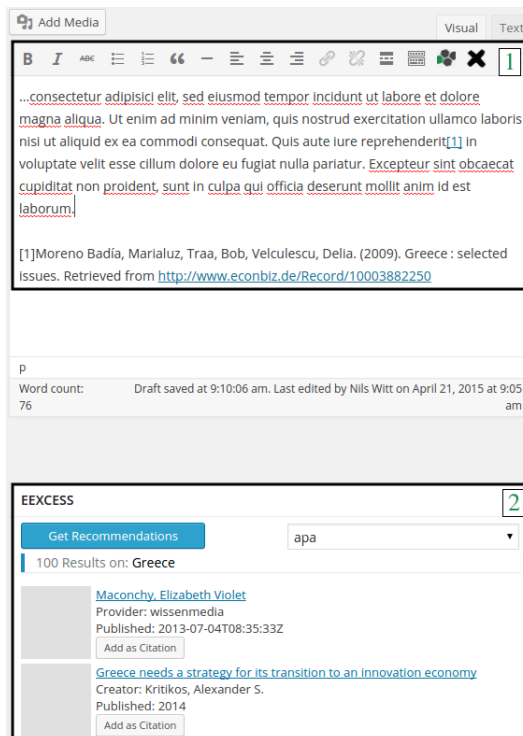 Add Media
Visual Text
B I ABC 1
...consectetur adipisici elit, sed eiusmod tempor incidunt ut labore et dolore
magna aliqua. Ut enim ad minim veniam, quis nostrud exercitation ullamco laboris
nisi ut aliquid ex ea commodi consequat. Quis aute iure reprehenderit[1] in
voluptate velit esse cillum dolore eu fugiat nulla pariatur. Excepteur sint obcaecat
cupiditat non proident, sunt in culpa qui officia deserunt mollit anim id est
laborum.
[1]Moreno Badía, Marialuz, Traa, Bob, Velculescu, Delia. (2009). Greece : selected
issues. Retrieved from http://www.econbiz.de/Record/10003882250
p
Word count: Draft saved at 9:10:06 am. Last edited by Nils Witt on April 21, 2015 at 9:05
76 am
EEXCESS 2
Get Recommendations apa
100 Results on: Greece
Maconchy, Elizabeth Violet
Provider: wissenmedia
Published: 2013-07-04T08:35:33Z
Add as Citation
Greece needs a strategy for its transition to an innovation economy
Creator: Kritikos, Alexander S.
Published: 2014
Add as Citation